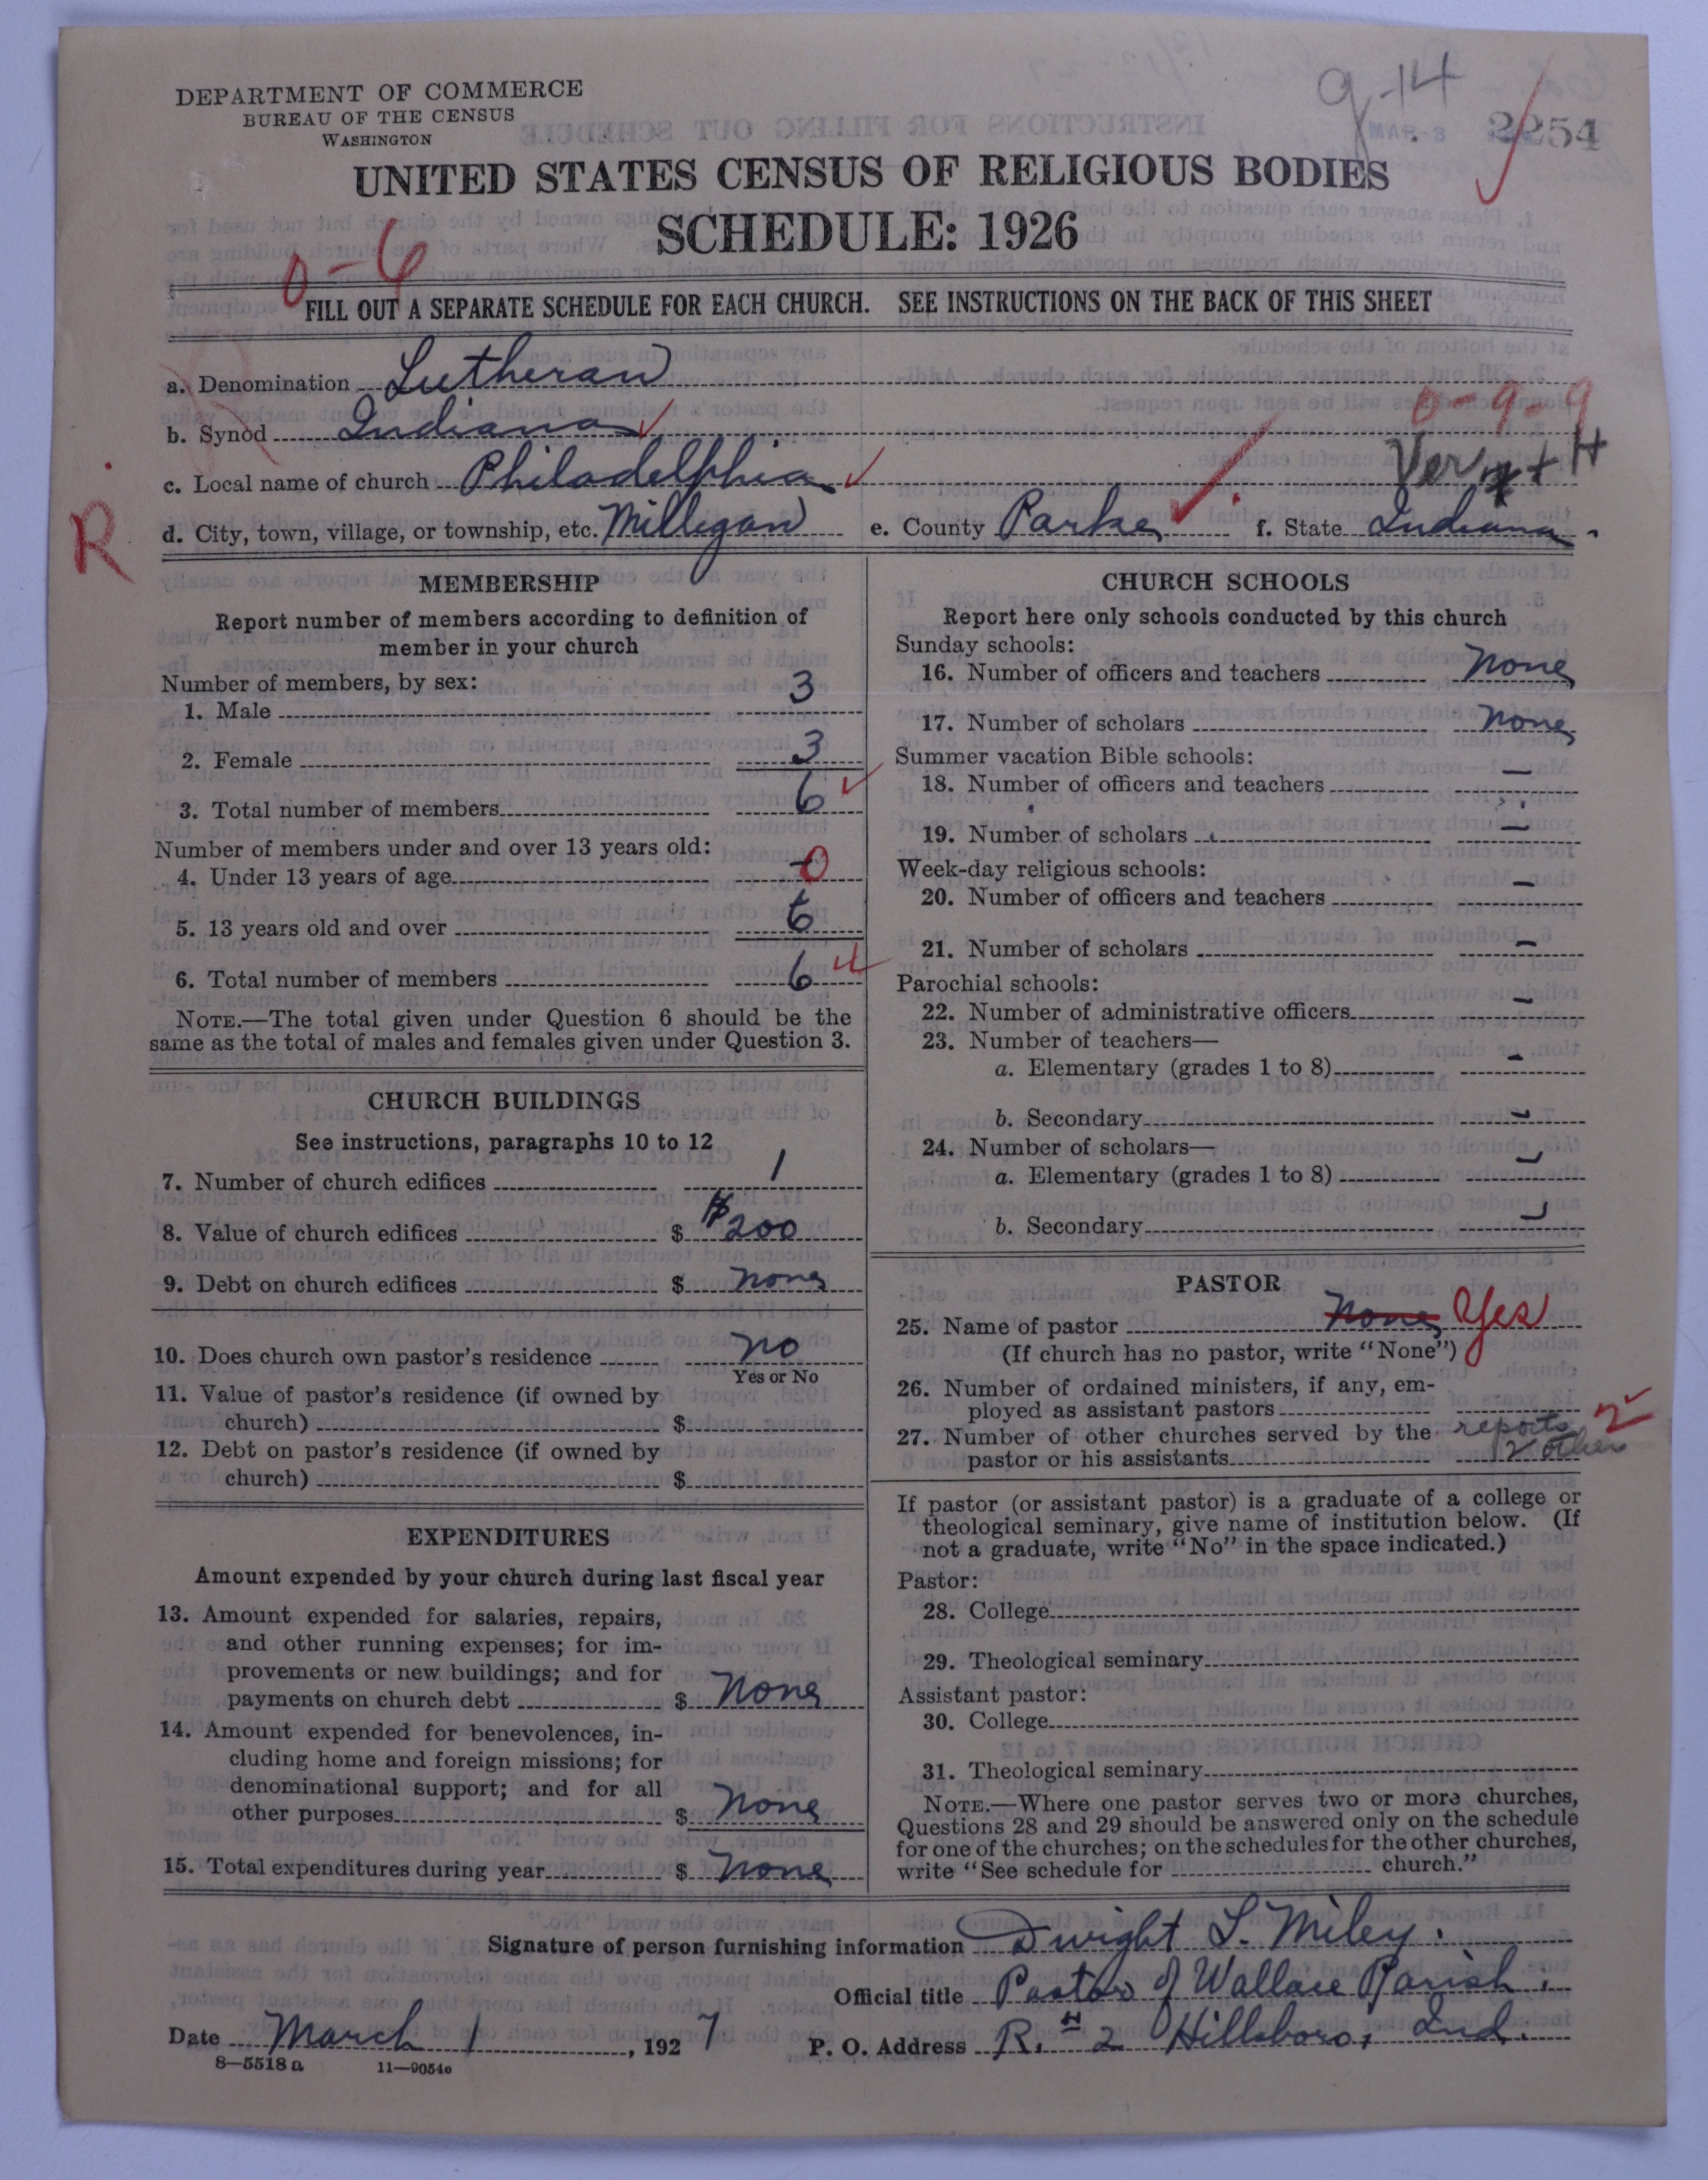 DEPARTMENT OF COMMERCE
BUREAU OF THE CENSUS
WASHINGTON
9-14
MAR -8
2254
UNITED STATES CENSUS OF RELIGIOUS BODIES
SCHEDULE: 1926
0-6
FILL OUT A SEPARATE SCHEDULE FOR EACH CHURCH. SEE INSTRUCTIONS ON THE BACK OF THIS SHEET
a. Denomination Lutheran
b. Synod Indiana
0-9-9
c. Local name of church Philadelphia
R
d. City, town, village, or township, etc. Milligan e. County Parke f. State Indiana.
MEMBERSHIP
Report number of members according to definition of
member in your church
Number of members, by sex:
1. Male 3
2. Female 3
3. Total number of members 6
Number of members under and over 13 years old:
4. Under 13 years of age - 0
5. 13 years old and over 6
6. Total number of members 6
NOTE.—The total given under Question 6 should be the
same as the total of males and females given under Question 3.
CHURCH BUILDINGS
See instructions, paragraphs 10 to 12
7. Number of church edifices 1
8. Value of church edifices $ $200
9. Debt on church edifices $ None
10. Does church own pastor's residence No
Yes or No
11. Value of pastor's residence (if owned by
church) $
12. Debt on pastor's residence (if owned by
church) $
EXPENDITURES
Amount expended by your church during last fiscal year
13. Amount expended for salaries, repairs,
and other running expenses; for im-
provements or new buildings; and for
payments on church debt $ None
14. Amount expended for benevolences, in-
cluding home and foreign missions; for
denominational support; and for all
other purposes $ None
15. Total expenditures during year $ None
CHURCH SCHOOLS
Report here only schools conducted by this church
Sunday schools:
16. Number of officers and teachers None
17. Number of scholars None
Summer vacation Bible schools:
18. Number of officers and teachers -
19. Number of scholars -
Week-day religious schools:
20. Number of officers and teachers -
21. Number of scholars -
Parochial schools:
22. Number of administrative officers -
23. Number of teachers—
a. Elementary (grades 1 to 8) -
b. Secondary -
24. Number of scholars—
a. Elementary (grades 1 to 8) -
b. Secondary -
PASTOR
25. Name of pastor None Yes
(If church has no pastor, write "None")
26. Number of ordained ministers, if any, em-
ployed as assistant pastors
27. Number of other churches served by the reports 2
pastor or his assistants 2 other
If pastor (or assistant pastor) is a graduate of a college or
theological seminary, give name of institution below. (If
not a graduate, write "No" in the space indicated.)
Pastor:
28. College
29. Theological seminary
Assistant pastor:
30. College
31. Theological seminary
NOTE.—Where one pastor serves two or more churches,
Questions 28 and 29 should be answered only on the schedule
for one of the churches; on the schedules for the other churches,
write "See schedule for church."
Signature of person furnishing information Dwight L. Miley.
Official title Pastor of Wallace Parish.
Date March 1, 1927 P. O. Address R. # 2 Hillsboro, Ind.
8—5518 a 11—9054c